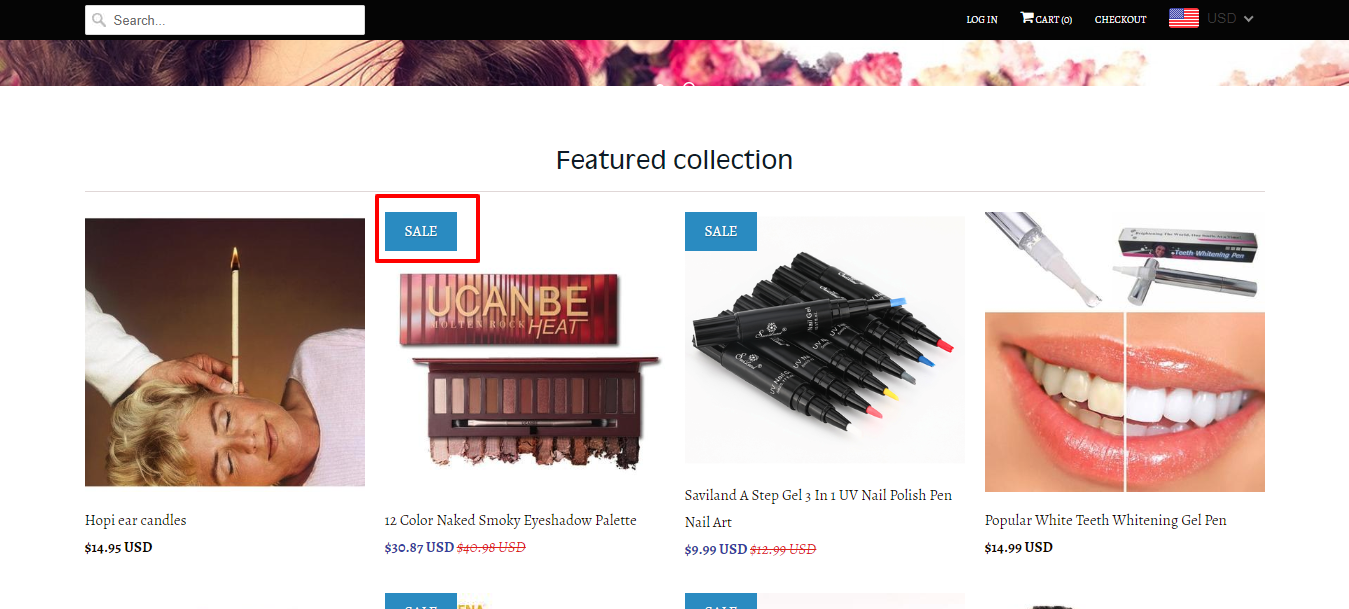 Search...
LOG IN
CART (0)
CHECKOUT
USD
Featured collection
SALE
SALE
UCANBE
MOLTEN ROCK HEAT
Teeth Whitening Pen
Hopi ear candles
$14.95 USD
12 Color Naked Smoky Eyeshadow Palette
$30.87 USD $40.98 USD
Saviland A Step Gel 3 In 1 UV Nail Polish Pen
Nail Art
$9.99 USD $12.99 USD
Popular White Teeth Whitening Gel Pen
$14.99 USD
SALE
SALE